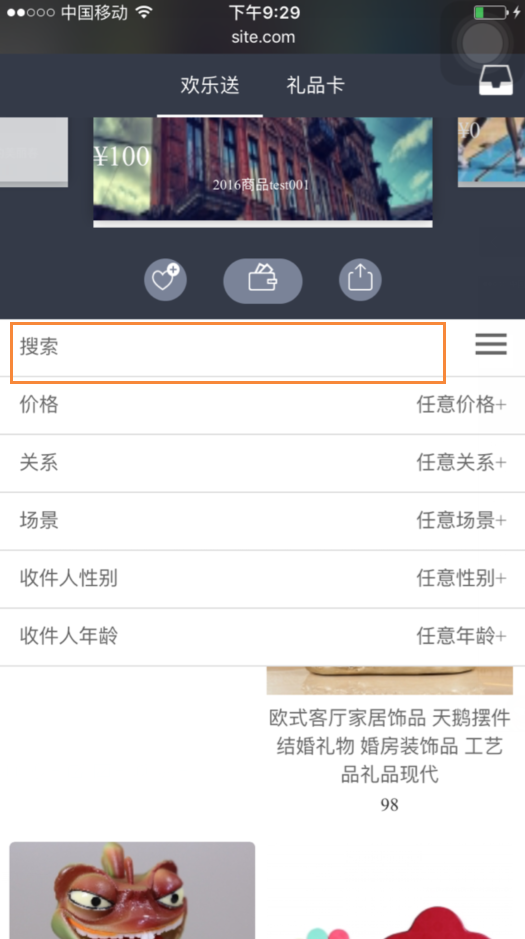 中国移动 下午9:29
site.com
欢乐送 礼品卡
¥100
¥0
2016商品test001
搜索
价格 任意价格+
关系 任意关系+
场景 任意场景+
收件人性别 任意性别+
收件人年龄 任意年龄+
欧式客厅家居饰品 天鹅摆件
结婚礼物 婚房装饰品 工艺
品礼品现代
98